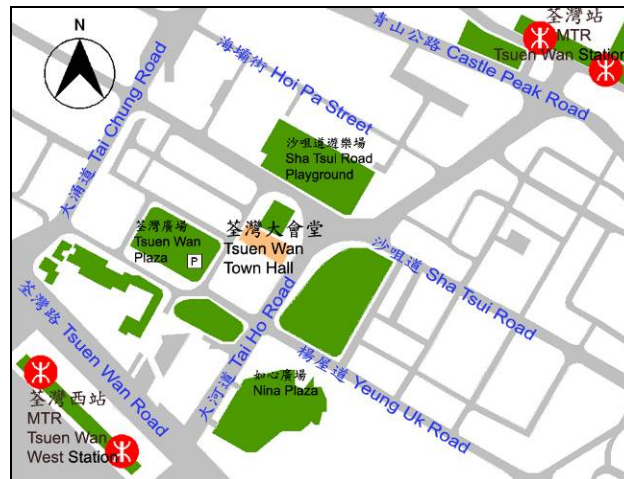 N
荃灣站
MTR
Tsuen Wan Station
青山公路 Castle Peak Road
海壩街 Hoi Pa Street
大涌道 Tai Chung Road
沙咀道遊樂場
Sha Tsui Road
Playground
荃灣廣場
Tsuen Wan
Plaza
P
荃灣大會堂
Tsuen Wan
Town Hall
沙咀道 Sha Tsui Road
荃灣路 Tsuen Wan Road
大河道 Tai Ho Road
楊屋道 Yeung Uk Road
如心廣場
Nina Plaza
荃灣西站
MTR
Tsuen Wan
West Station